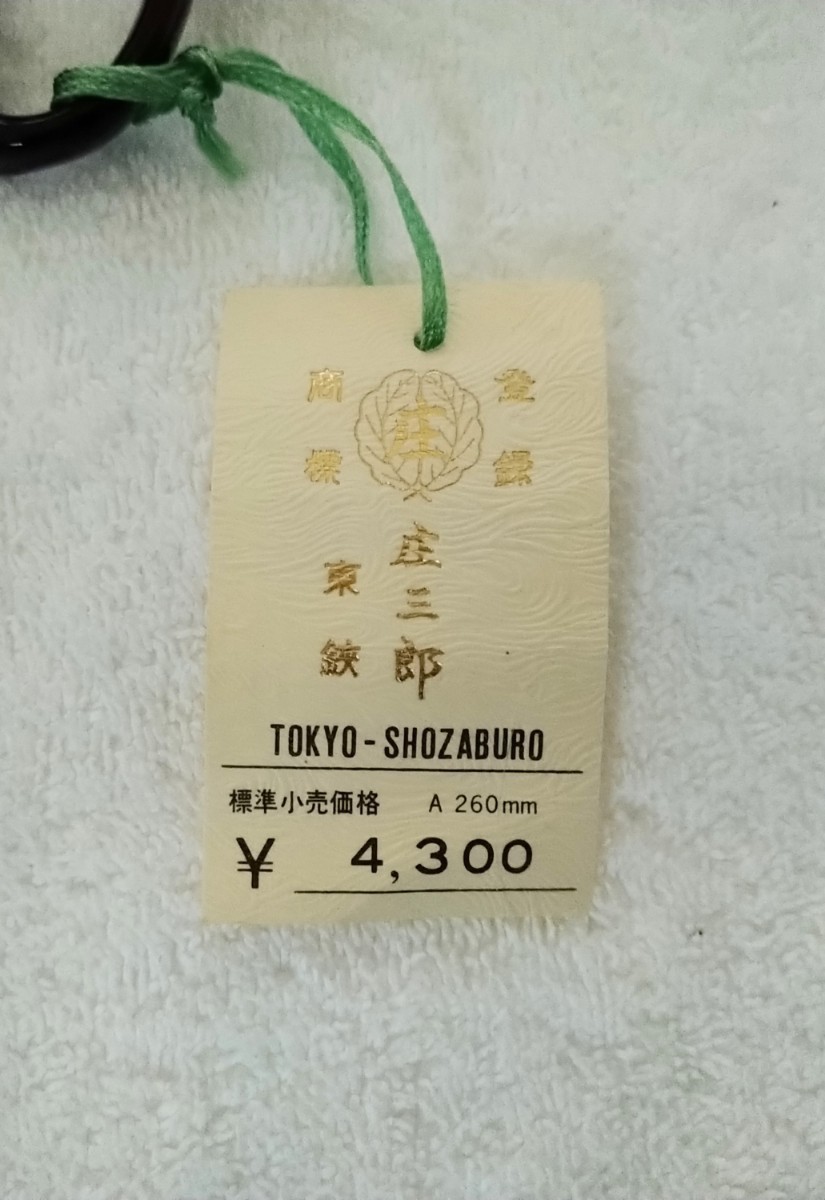 登録
商標
庄
庄三郎
東鋏
TOKYO-SHOZABURO
標準小売価格 A 260mm
¥ 4,300